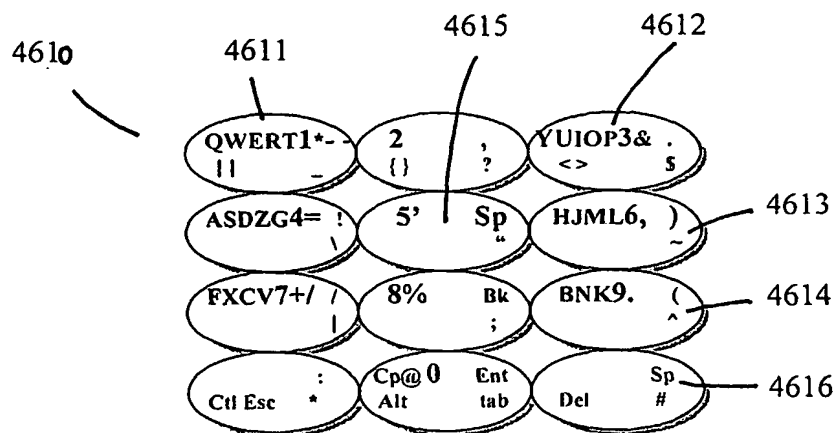 4615
4612
4611
4610
QWERT1*- - 2 , YUIOP3& .
|| _ {} ? <> $
ASDZG4= ! 5’ Sp HJML6, ) 4613
\ “ ~
FXCV7+/ / 8% Bk BNK9. ( 4614
| ; ^
: Cp@ 0 Ent Sp
Ctl Esc * Alt tab Del # 4616